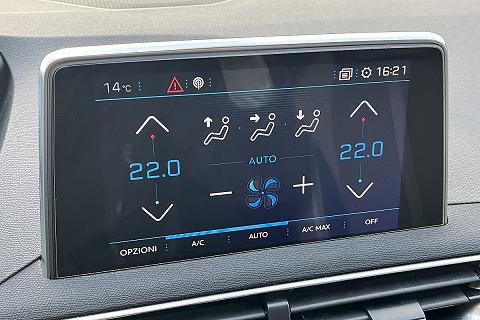 14°C 16:21
22.0 22.0
AUTO
OPZIONI A/C AUTO A/C MAX OFF